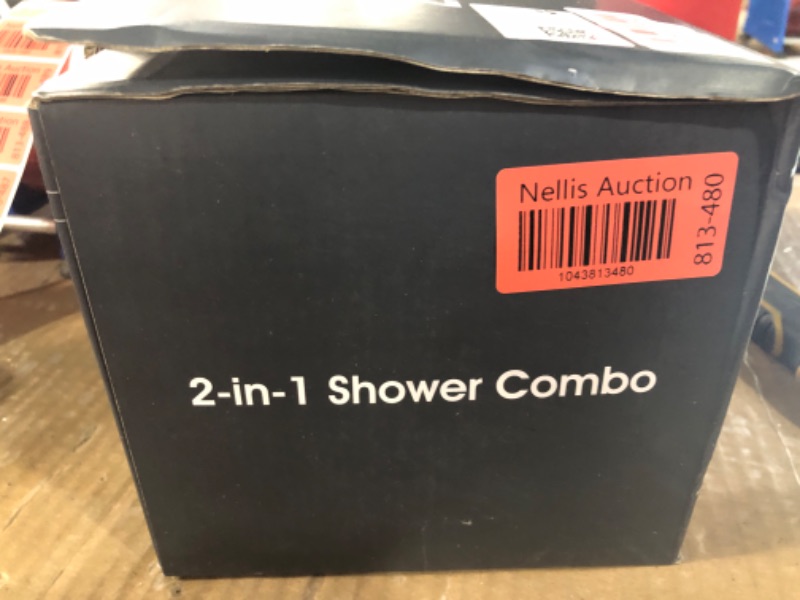 Nellis Auction
1043813480
813-480
2-in-1 Shower Combo